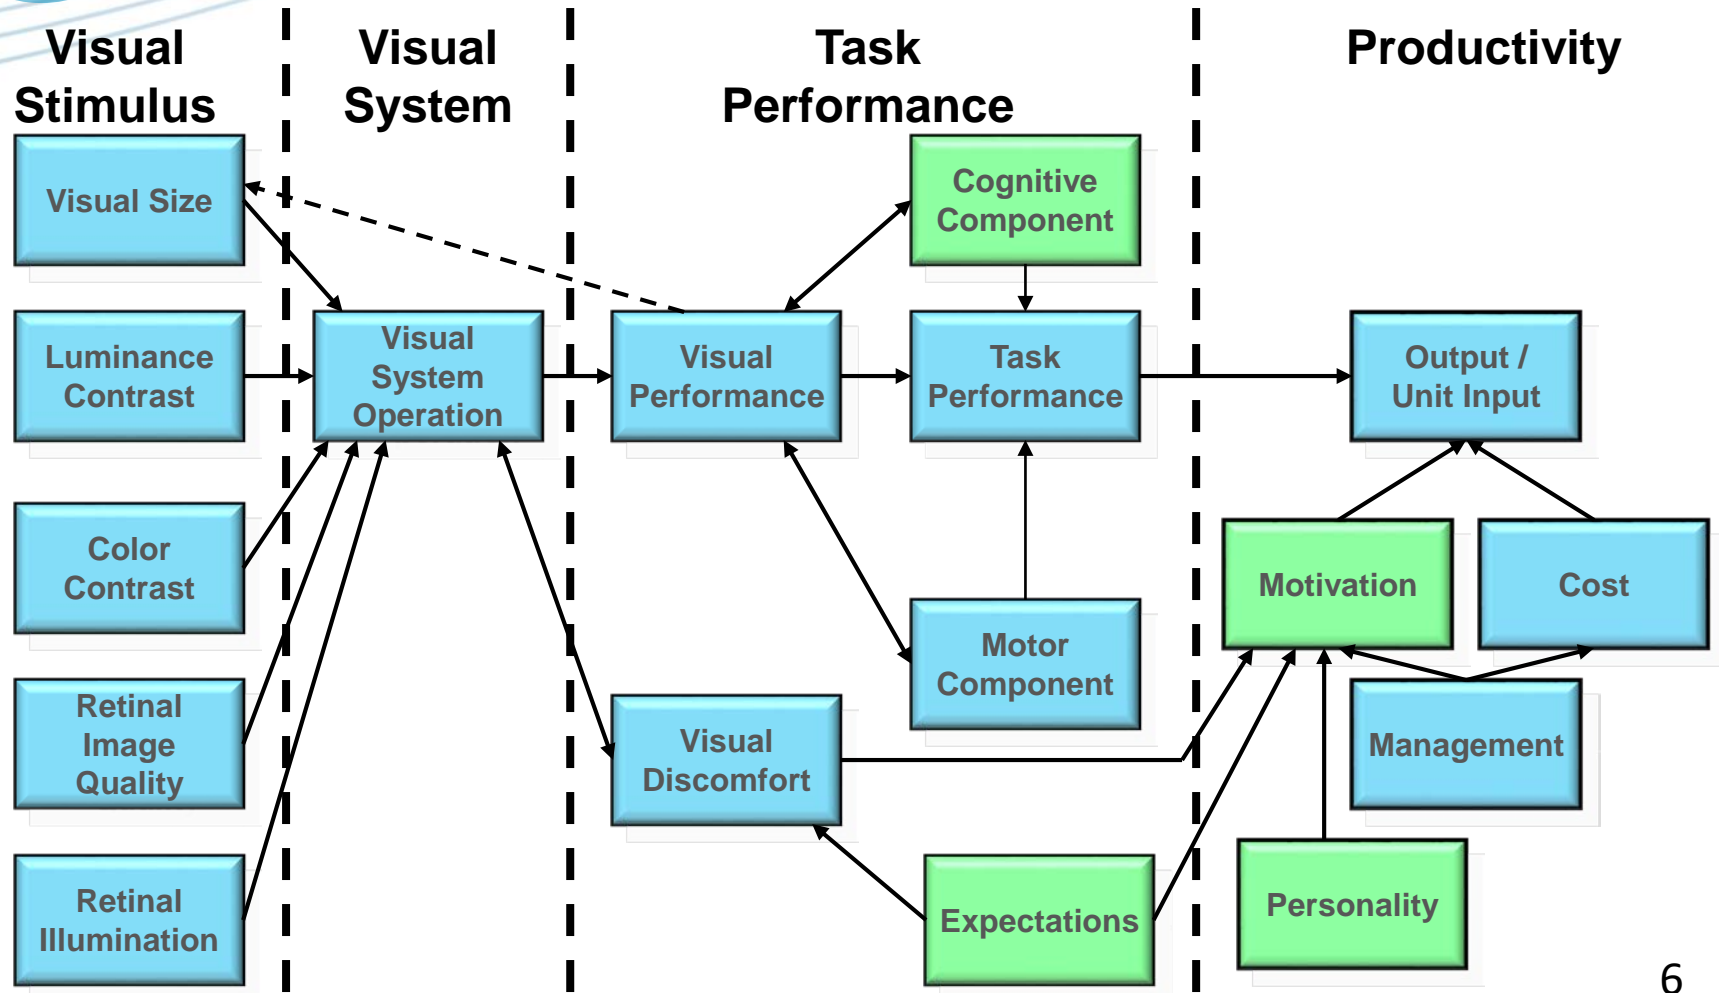 Visual
Stimulus
Visual
System
Task
Performance
Productivity
Visual Size
Luminance
Contrast
Color
Contrast
Retinal
Image
Quality
Retinal
Illumination
Visual
System
Operation
Cognitive
Component
Visual
Performance
Task
Performance
Motor
Component
Visual
Discomfort
Expectations
Output /
Unit Input
Motivation
Cost
Management
Personality
6